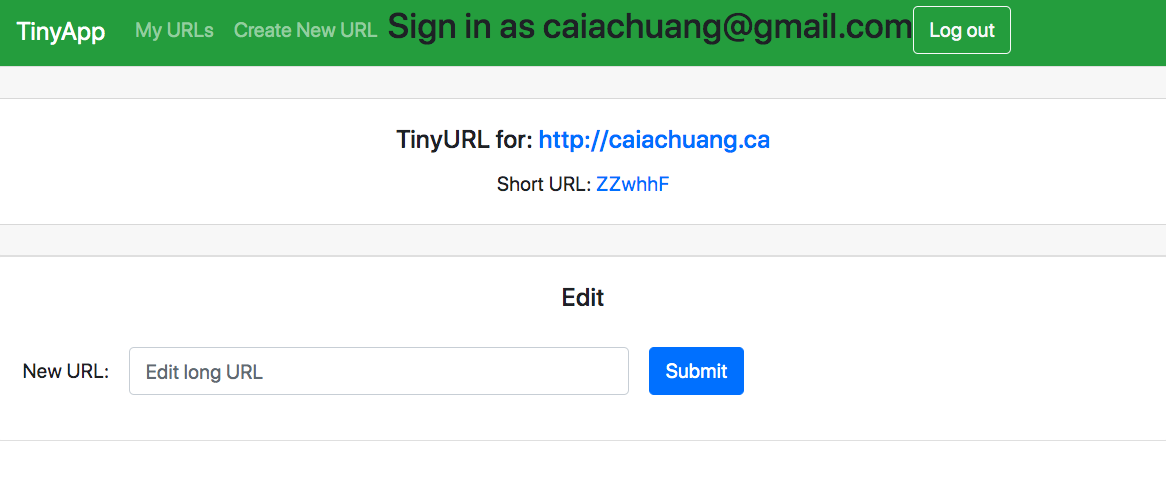 TinyApp My URLs Create New URL Sign in as caiachuang@gmail.com Log out
TinyURL for: http://caiachuang.ca
Short URL: ZZwhhF
Edit
New URL: Edit long URL Submit